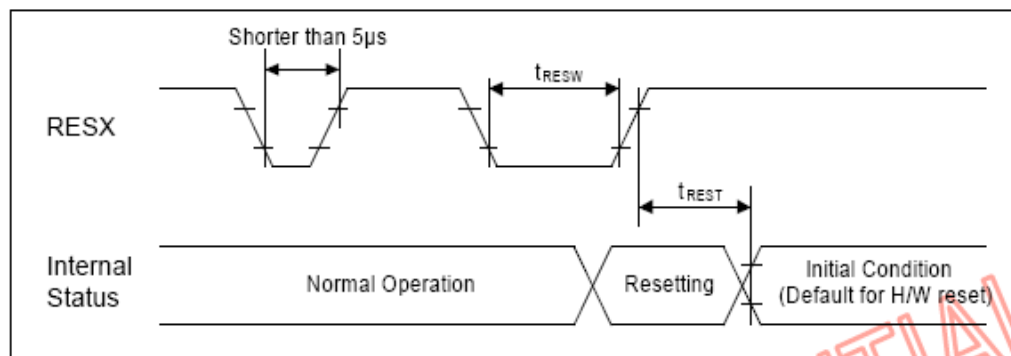 Shorter than 5µs
tRESW
RESX
tREST
Internal
Status
Normal Operation
Resetting
Initial Condition
(Default for H/W reset)